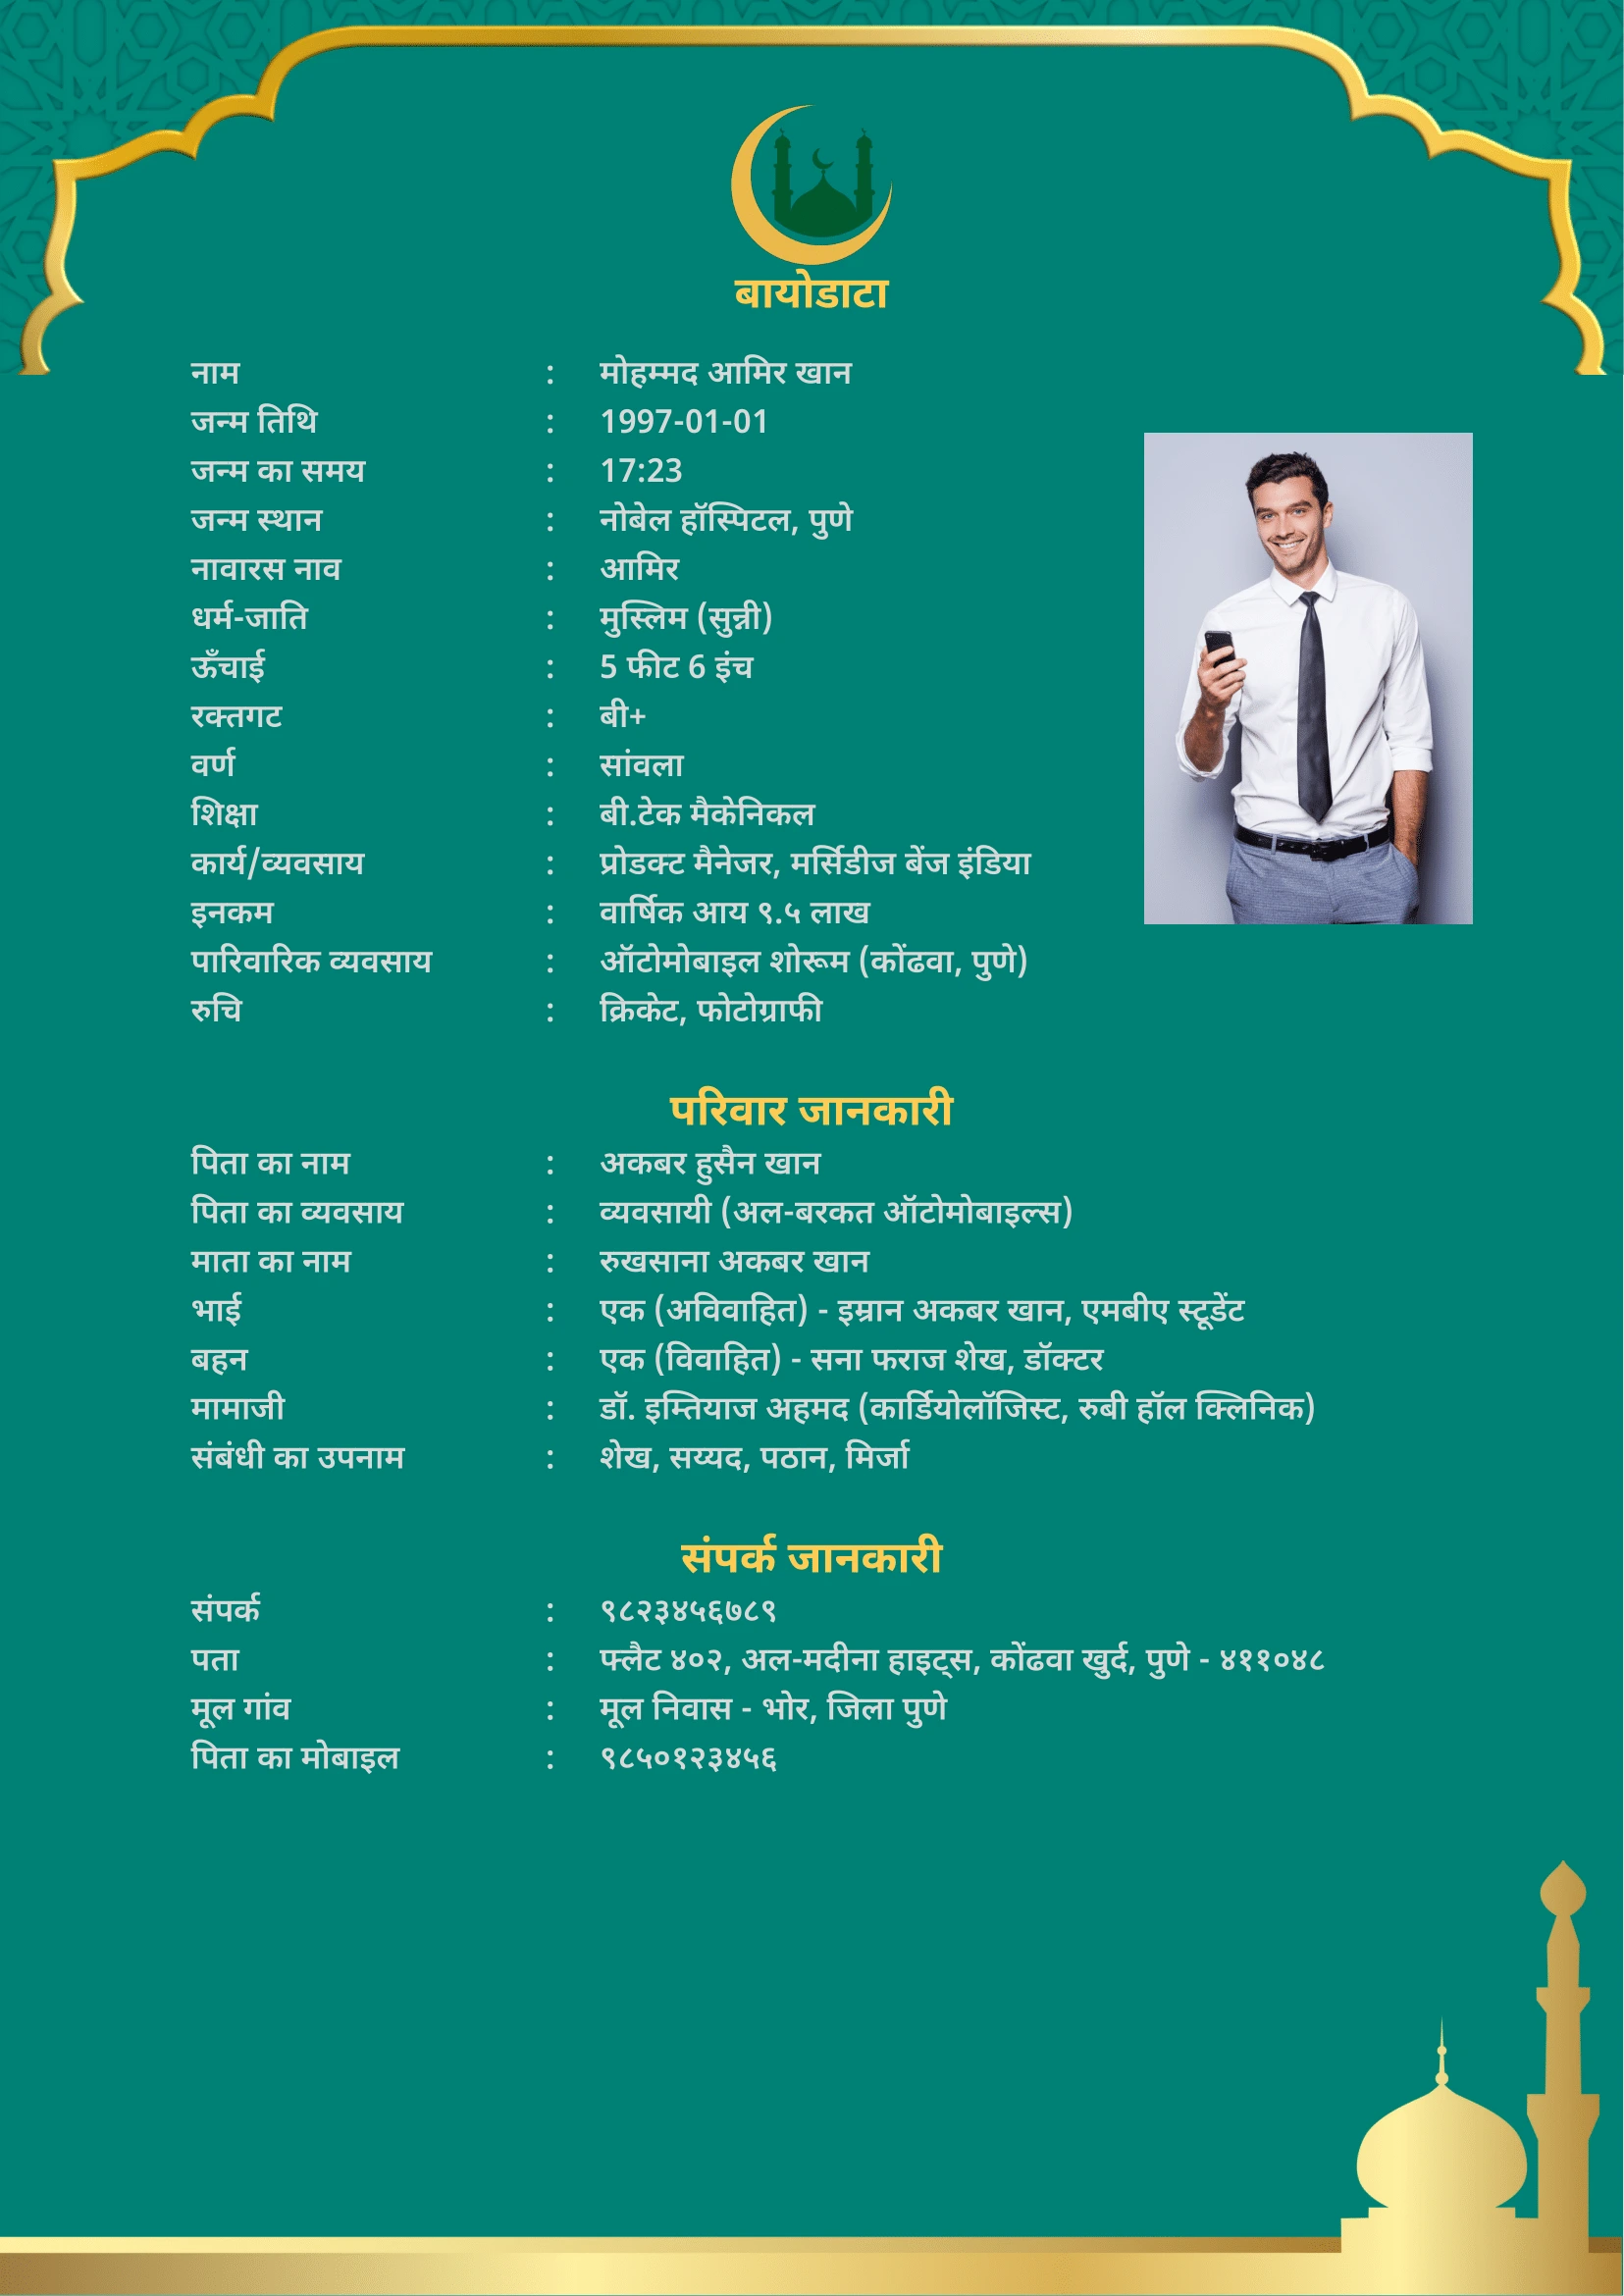 बायोडाटा
नाम : मोहम्मद आमिर खान
जन्म तिथि : 1997-01-01
जन्म का समय : 17:23
जन्म स्थान : नोबेल हॉस्पिटल, पुणे
नावारस नाव : आमिर
धर्म-जाति : मुस्लिम (सुन्नी)
ऊँचाई : 5 फीट 6 इंच
रक्तगट : बी+
वर्ण : सांवला
शिक्षा : बी.टेक मैकेनिकल
कार्य/व्यवसाय : प्रोडक्ट मैनेजर, मर्सिडीज बेंज इंडिया
इनकम : वार्षिक आय ९.५ लाख
पारिवारिक व्यवसाय : ऑटोमोबाइल शोरूम (कोंढवा, पुणे)
रुचि : क्रिकेट, फोटोग्राफी
परिवार जानकारी
पिता का नाम : अकबर हुसैन खान
पिता का व्यवसाय : व्यवसायी (अल-बरकत ऑटोमोबाइल्स)
माता का नाम : रुखसाना अकबर खान
भाई : एक (अविवाहित) - इम्रान अकबर खान, एमबीए स्टूडेंट
बहन : एक (विवाहित) - सना फराज शेख, डॉक्टर
मामाजी : डॉ. इम्तियाज अहमद (कार्डियोलॉजिस्ट, रुबी हॉल क्लिनिक)
संबंधी का उपनाम : शेख, सय्यद, पठान, मिर्जा
संपर्क जानकारी
संपर्क : ९८२३४५६७८९
पता : फ्लैट ४०२, अल-मदीना हाइट्स, कोंढवा खुर्द, पुणे - ४११०४८
मूल गांव : मूल निवास - भोर, जिला पुणे
पिता का मोबाइल : ९८५०१२३४५६